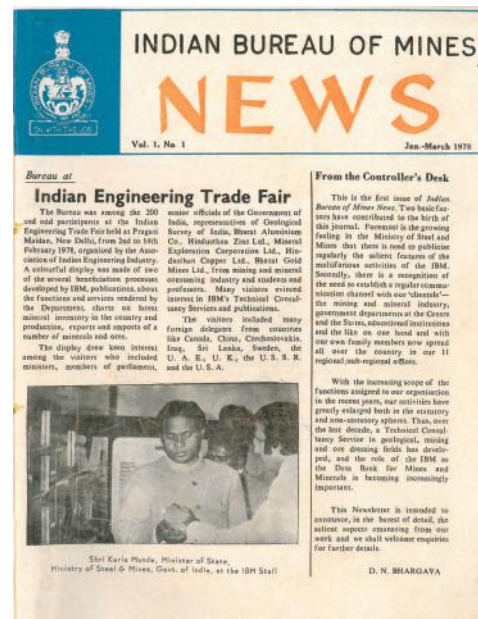 INDIAN BUREAU OF MINES
NEWS
Vol. 1, No. 1
Jan.-March 1978
INDIAN BUREAU OF MINES
ON WITH THE JOB
Bureau at
Indian Engineering Trade Fair
The Bureau was among the 200
and odd participants at the Indian
Engineering Trade Fair held at Pragati
Maidan, New Delhi, from 2nd to 14th
February 1978, organised by the Asso-
ciation of Indian Engineering Industry.
A colourful display was made of two
of the several beneficiation processes
developed by IBM, publications, about
the functions and services rendered by
the Department, charts on latest
mineral inventory in the country and
production, exports and imports of a
number of minerals and ores.
The display drew keen interest
among the visitors who included
ministers, members of parliament,
senior officials of the Government of
India, representatives of Geological
Survey of India, Bharat Aluminium
Co., Hindusthan Zinc Ltd., Mineral
Exploration Corporation Ltd., Hin-
dusthan Copper Ltd., Bharat Gold
Mines Ltd., from mining and mineral
consuming industry and students and
professors. Many visitors evinced
interest in IBM's Technical Consul-
tancy Services and publications.
The visitors included many
foreign delegates from countries
like Canada, China, Czechoslovakia,
Iraq, Sri Lanka, Sweden, the
U. A. E., U. K., the U. S. S. R.
and the U. S. A.
Shri Karia Munda, Minister of State,
Ministry of Steel & Mines, Govt. of India, at the IBM Stall
From the Controller's Desk
This is the first issue of Indian
Bureau of Mines News. Two basic fac-
tors have contributed to the birth of
this journal. Foremost is the growing
feeling in the Ministry of Steel and
Mines that there is need to publicise
regularly the salient features of the
multifarious activities of the IBM.
Secondly, there is a recognition of
the need to establish a regular commu-
nication channel with our 'clientele'—
the mining and mineral industry,
government departments at the Centre
and the States, educational institutions
and the like on one hand and with
our own family members now spread
all over the country in our 11
regional/sub-regional offices.
With the increasing scope of the
functions assigned to our organisation
in the recent years, our activities have
greatly enlarged both in the statutory
and non-statutory spheres. Thus, over
the last decade, a Technical Consul-
tancy Service in geological, mining
and ore dressing fields has develo-
ped, and the role of the IBM as
the Data Bank for Mines and
Minerals is becoming increasingly
important.
This Newsletter is intended to
announce, in the barest of detail, the
salient aspects emanating from our
work and we shall welcome enquiries
for further details.
D. N. BHARGAVA